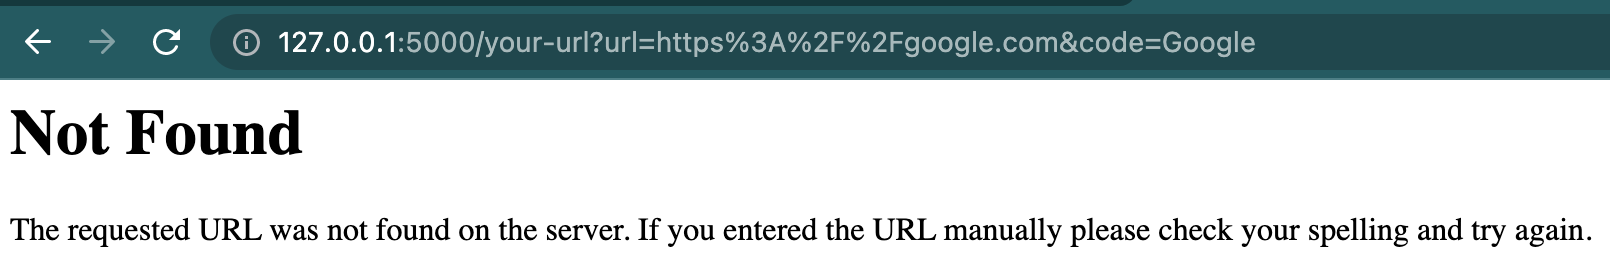 127.0.0.1:5000/your-url?url=https%3A%2F%2Fgoogle.com&code=Google
Not Found
The requested URL was not found on the server. If you entered the URL manually please check your spelling and try again.